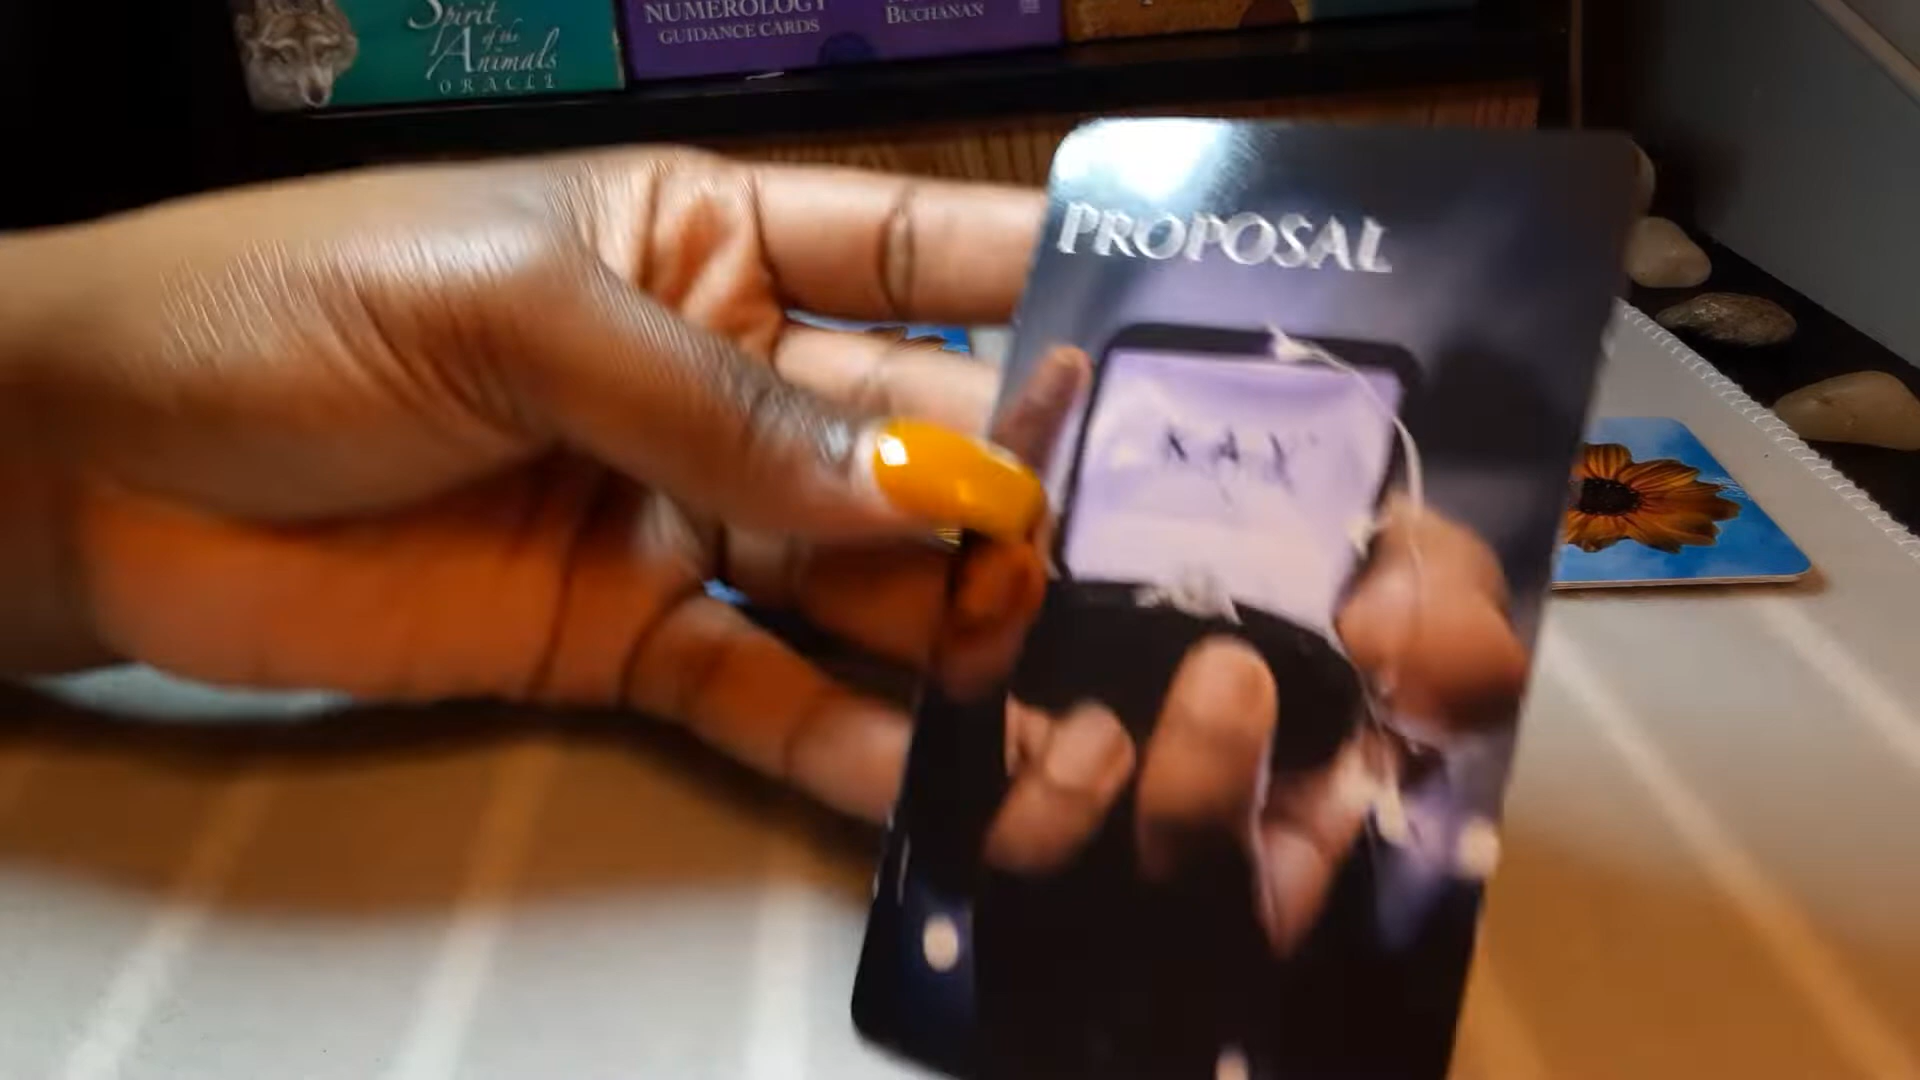 Spirit
of the
Animals
ORACLE
NUMEROLOGY
GUIDANCE CARDS
BUCHANAN
PROPOSAL